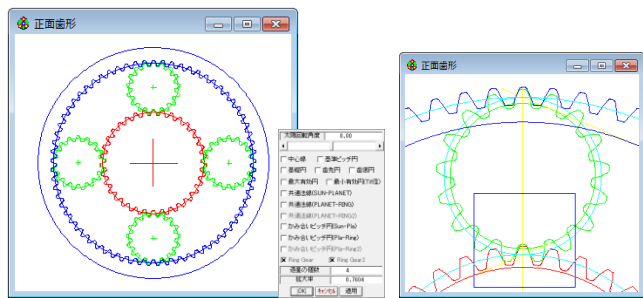 正面歯形
正面歯形
太陽回転角度 0.00
中心線 基準ピッチ円
基礎円 歯先円 歯底円
最大有効円 最小有効円(TIF径)
共通法線(SUN-PLANET)
共通法線(PLANET-RING)
共通法線(PLANET-RING2)
かみ合いピッチ円(Sun-Pla)
かみ合いピッチ円(Pla-Ring)
かみ合いピッチ円(Pla-Ring2)
Ring Gear Ring Gear2
遊星の個数 4
拡大率 0.7604
OK キャンセル 適用